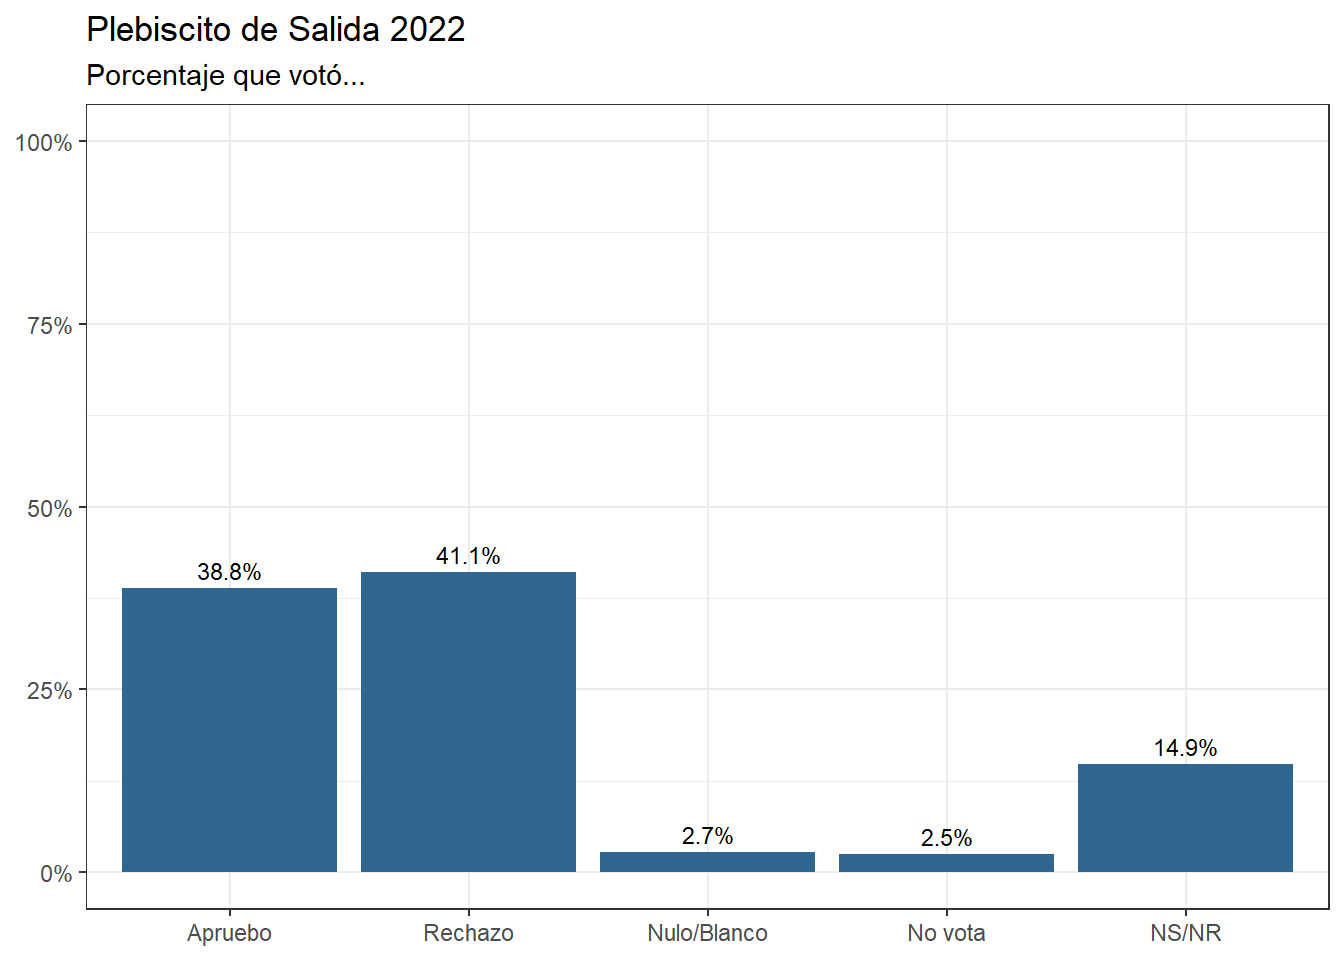 Plebiscito de Salida 2022
Porcentaje que votó...
100%
75%
50%
25%
0%
38.8%
41.1%
2.7%
2.5%
14.9%
Apruebo
Rechazo
Nulo/Blanco
No vota
NS/NR